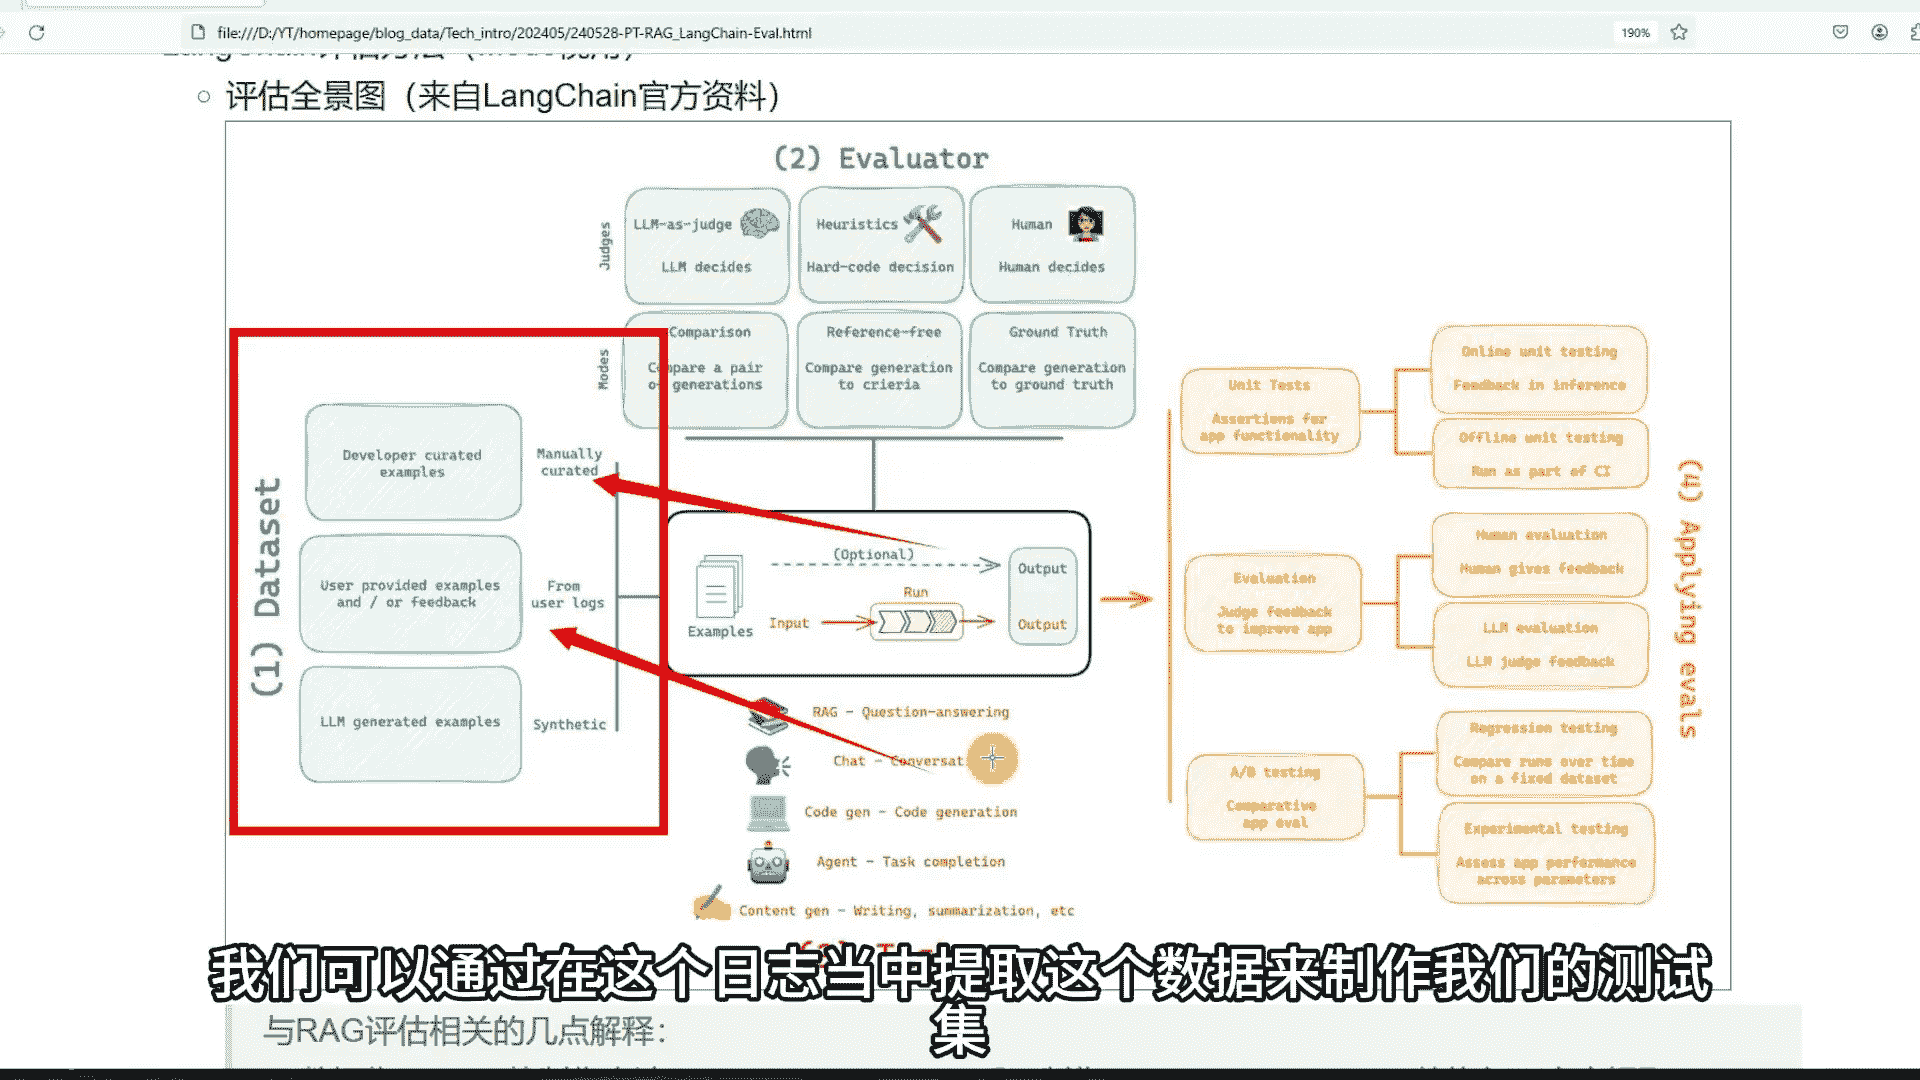 file:///D:/YT/homepage/blog_data/Tech_intro/202405/240528-PT-RAG_LangChain-Eval.html
190%
评估全景图（来自LangChain官方资料）
(2) Evaluator
Judges
LLM-as-judge
LLM decides
Heuristics
Hard-code decision
Human
Human decides
Modes
Comparison
Compare a pair
of generations
Reference-free
Compare generation
to crieria
Ground Truth
Compare generation
to ground truth
(1) Dataset
Developer curated
examples
Manually
curated
User provided examples
and / or feedback
From
user logs
LLM generated examples
Synthetic
Examples
(Optional)
Input
Run
Output
Output
RAG - Question-answering
Chat -
Code gen - Code generation
Agent - Task completion
Content gen - Writing, summarization, etc
Unit Tests
Assertions for
app functionality
Online unit testing
Feedback in inference
Offline unit testing
Run as part of CI
Evaluation
Judge feedback
to improve app
Human evaluation
Human gives feedback
LLM evaluation
LLM judge feedback
A/B testing
Comparative
app eval
Regression testing
Compare runs over time
on a fixed dataset
Experimental testing
Assess app performance
across parameters
(4) Applying evals
我们可以通过在这个日志当中提取这个数据来制作我们的测试
集
与RAG评估相关的几点解释：